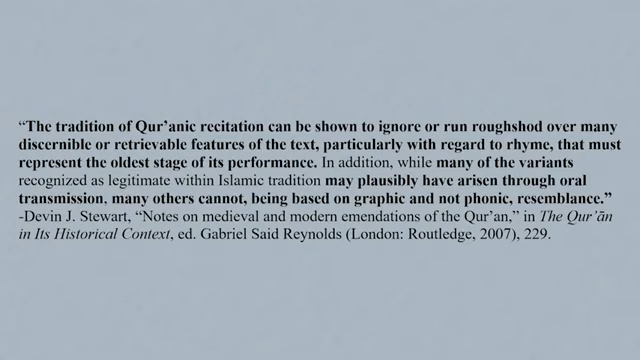 “The tradition of Qur’anic recitation can be shown to ignore or run roughshod over many
discernible or retrievable features of the text, particularly with regard to rhyme, that must
represent the oldest stage of its performance. In addition, while many of the variants
recognized as legitimate within Islamic tradition may plausibly have arisen through oral
transmission, many others cannot, being based on graphic and not phonic, resemblance.”
-Devin J. Stewart, “Notes on medieval and modern emendations of the Qur’an,” in The Qur’ān
in Its Historical Context, ed. Gabriel Said Reynolds (London: Routledge, 2007), 229.